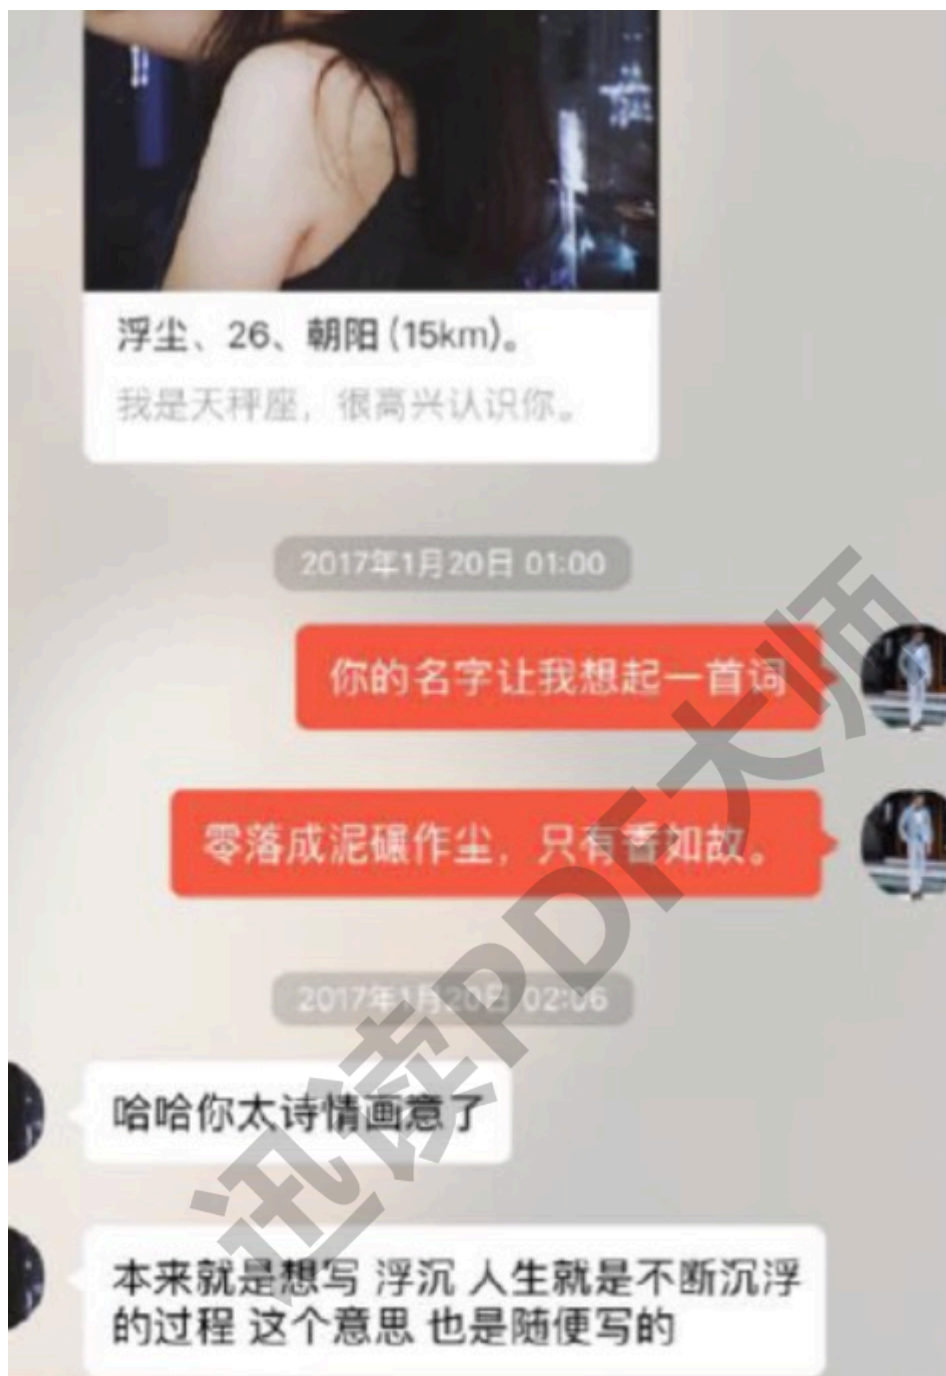 浮尘、26、朝阳 (15km)。
我是天秤座，很高兴认识你。
2017年1月20日 01:00
你的名字让我想起一首词
零落成泥碾作尘，只有香如故。
2017年1月20日 02:06
哈哈你太诗情画意了
本来就是想写 浮沉 人生就是不断沉浮
的过程 这个意思 也是随便写的
迅读PDF大师